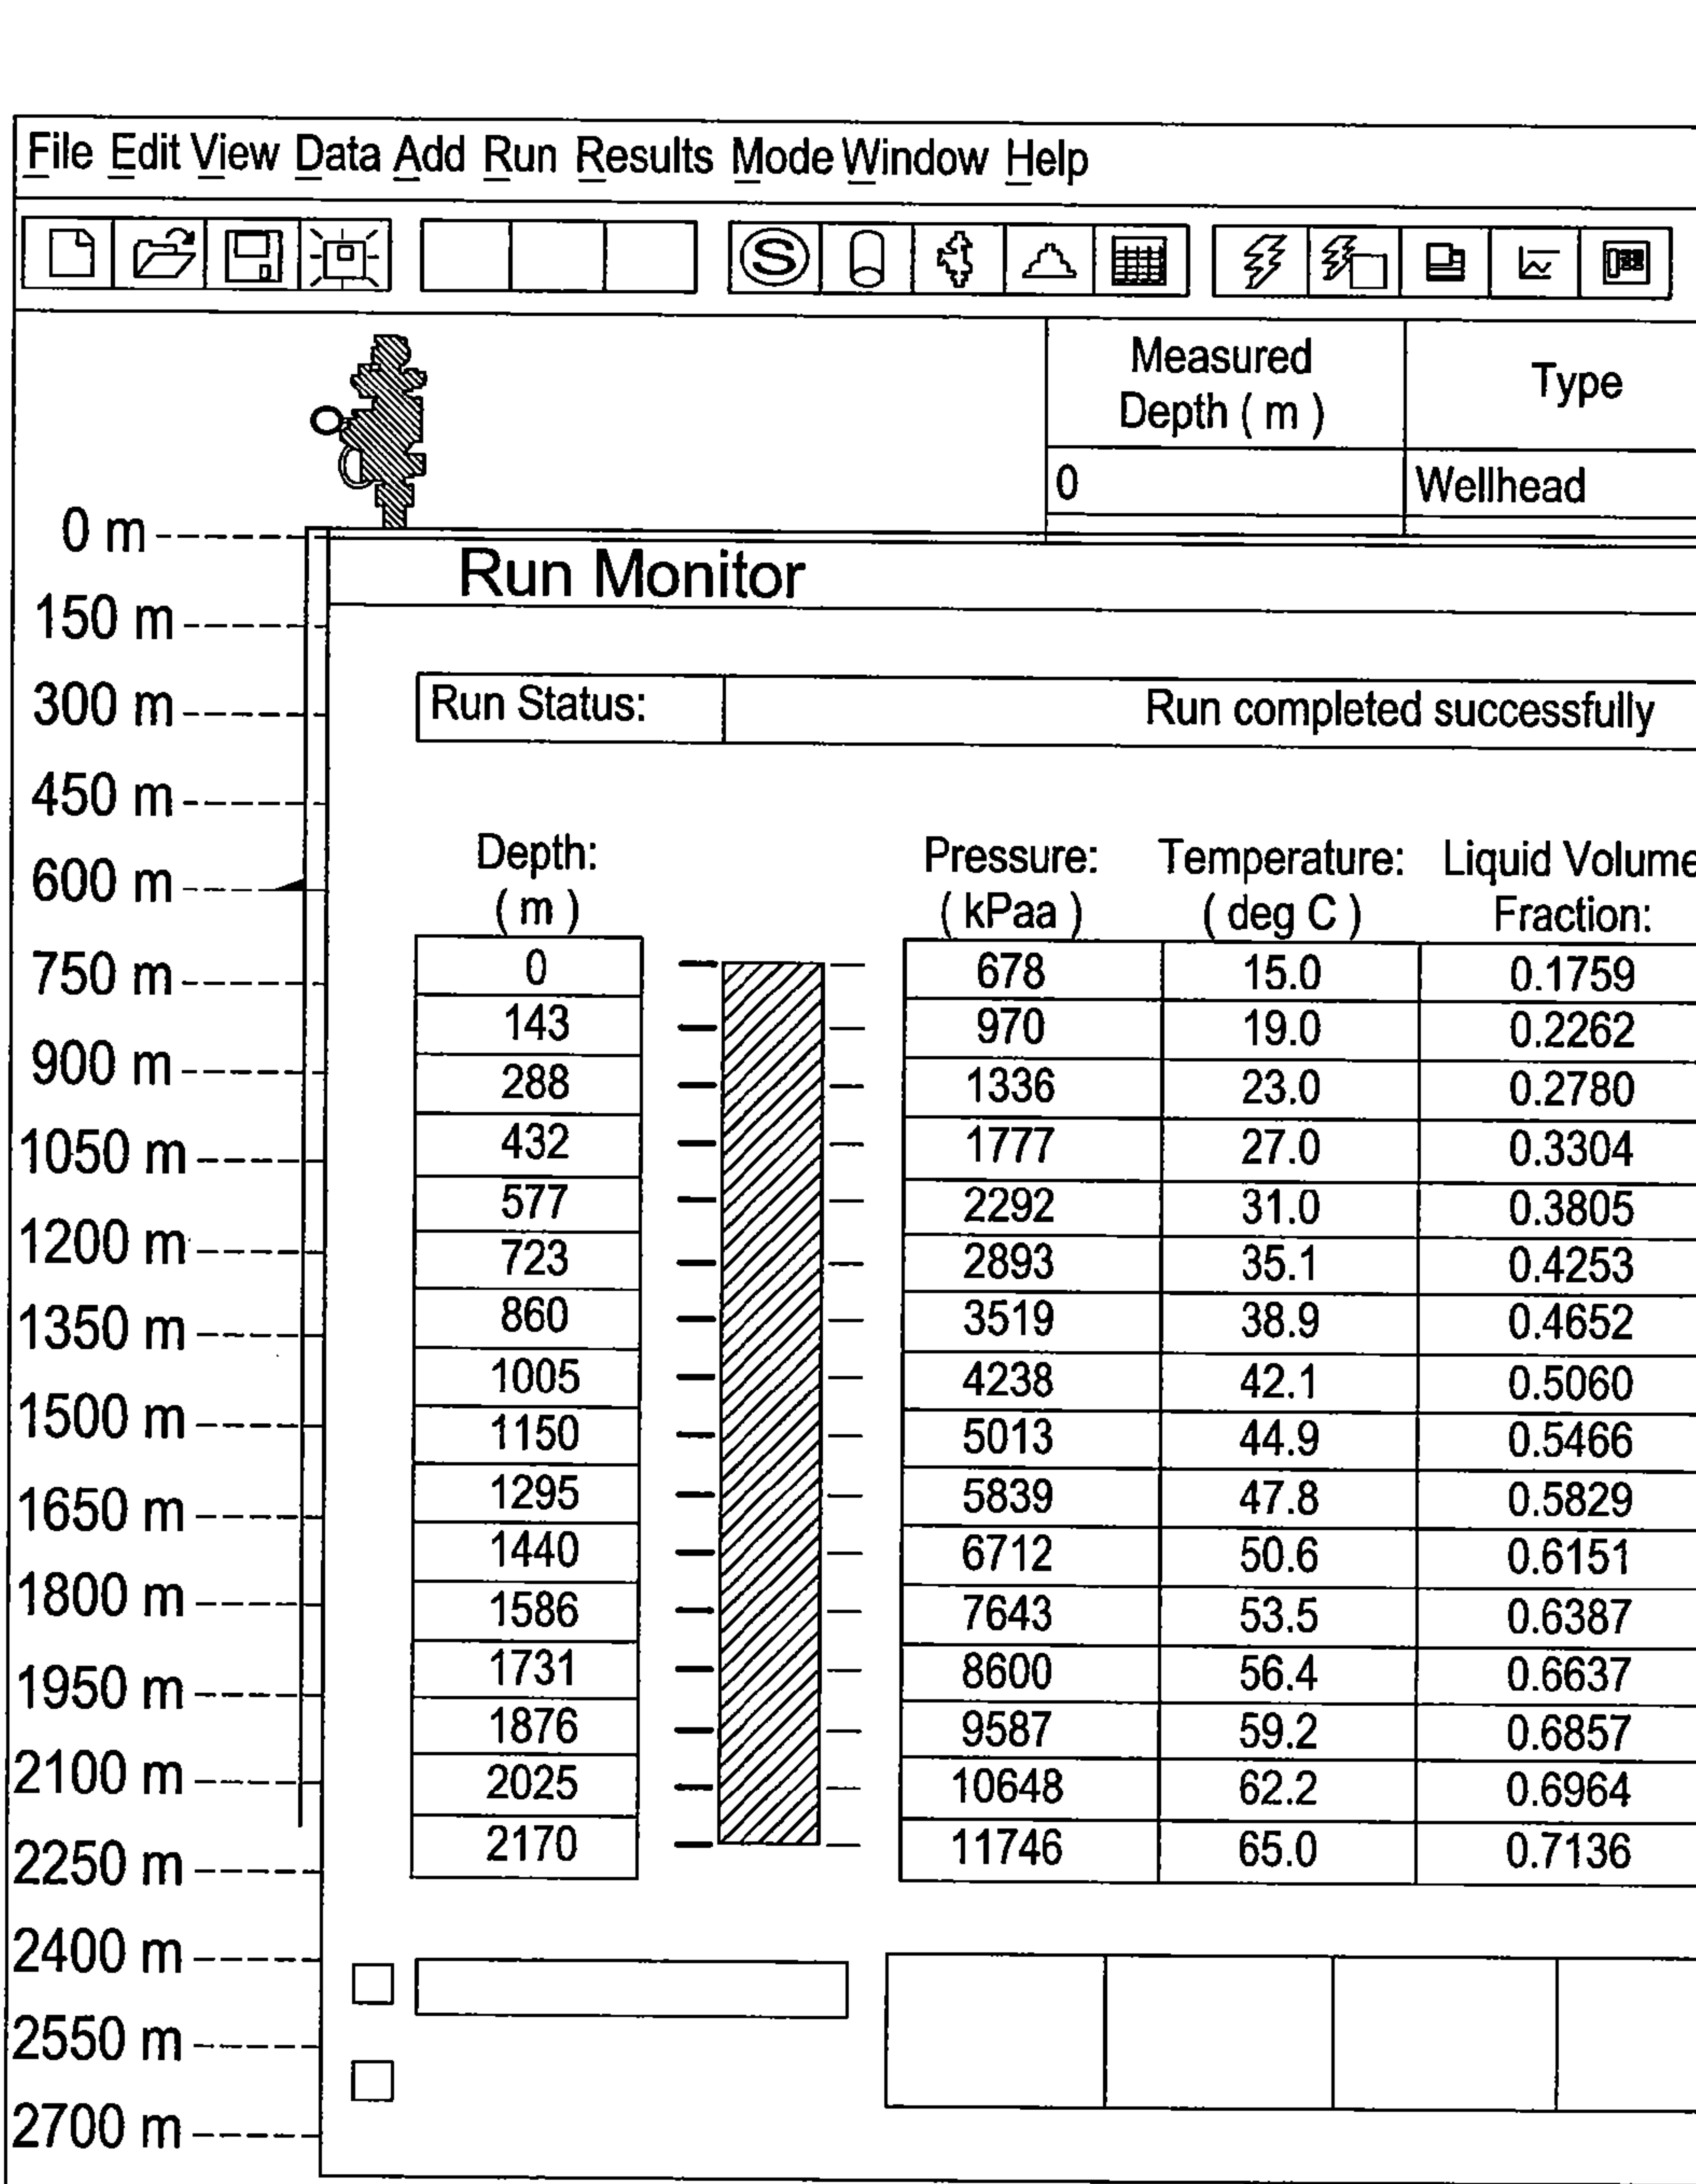 File Edit View Data Add Run Results Mode Window Help
S
Measured
Depth ( m )
Type
0
Wellhead
0 m
150 m
300 m
450 m
600 m
750 m
900 m
1050 m
1200 m
1350 m
1500 m
1650 m
1800 m
1950 m
2100 m
2250 m
2400 m
2550 m
2700 m
Run Monitor
Run Status: Run completed successfully
Depth:
( m )
Pressure:
( kPaa )
Temperature:
( deg C )
Liquid Volume
Fraction:
0 678 15.0 0.1759
143 970 19.0 0.2262
288 1336 23.0 0.2780
432 1777 27.0 0.3304
577 2292 31.0 0.3805
723 2893 35.1 0.4253
860 3519 38.9 0.4652
1005 4238 42.1 0.5060
1150 5013 44.9 0.5466
1295 5839 47.8 0.5829
1440 6712 50.6 0.6151
1586 7643 53.5 0.6387
1731 8600 56.4 0.6637
1876 9587 59.2 0.6857
2025 10648 62.2 0.6964
2170 11746 65.0 0.7136